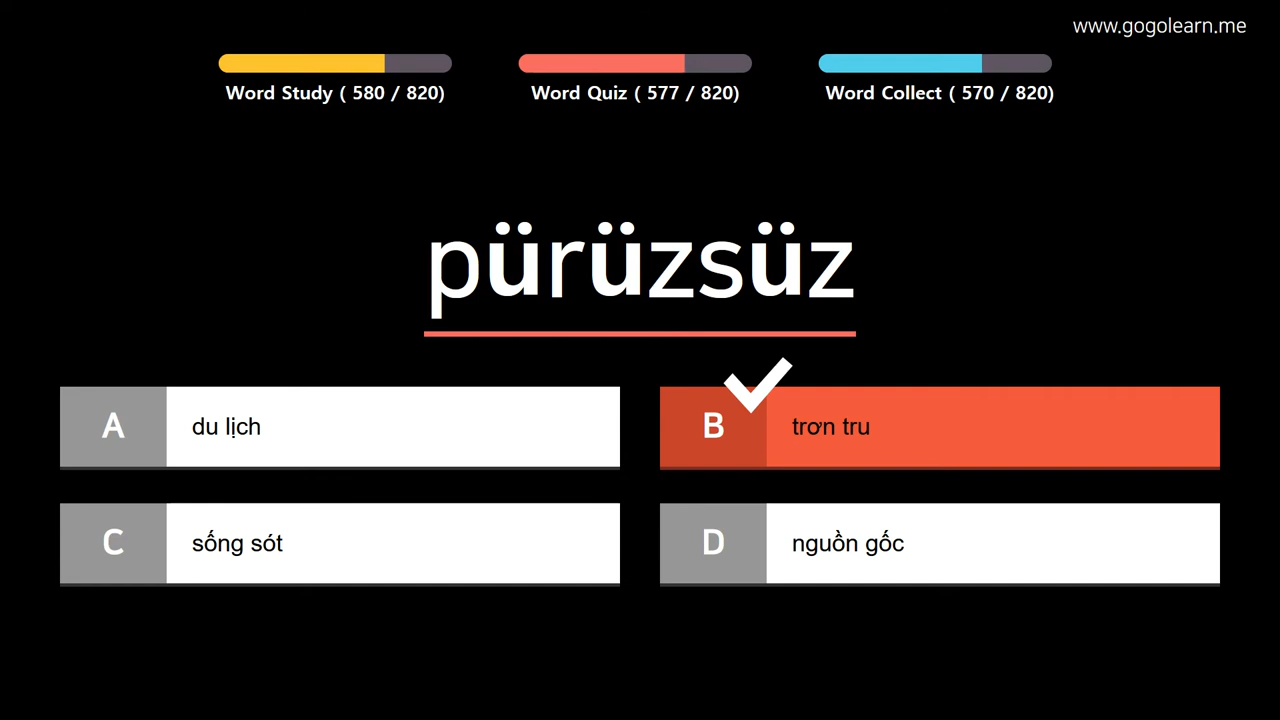 www.gogolearn.me
Word Study ( 580 / 820)
Word Quiz ( 577 / 820)
Word Collect ( 570 / 820)
pürüzsüz
A du lịch
B trơn tru
C sống sót
D nguồn gốc